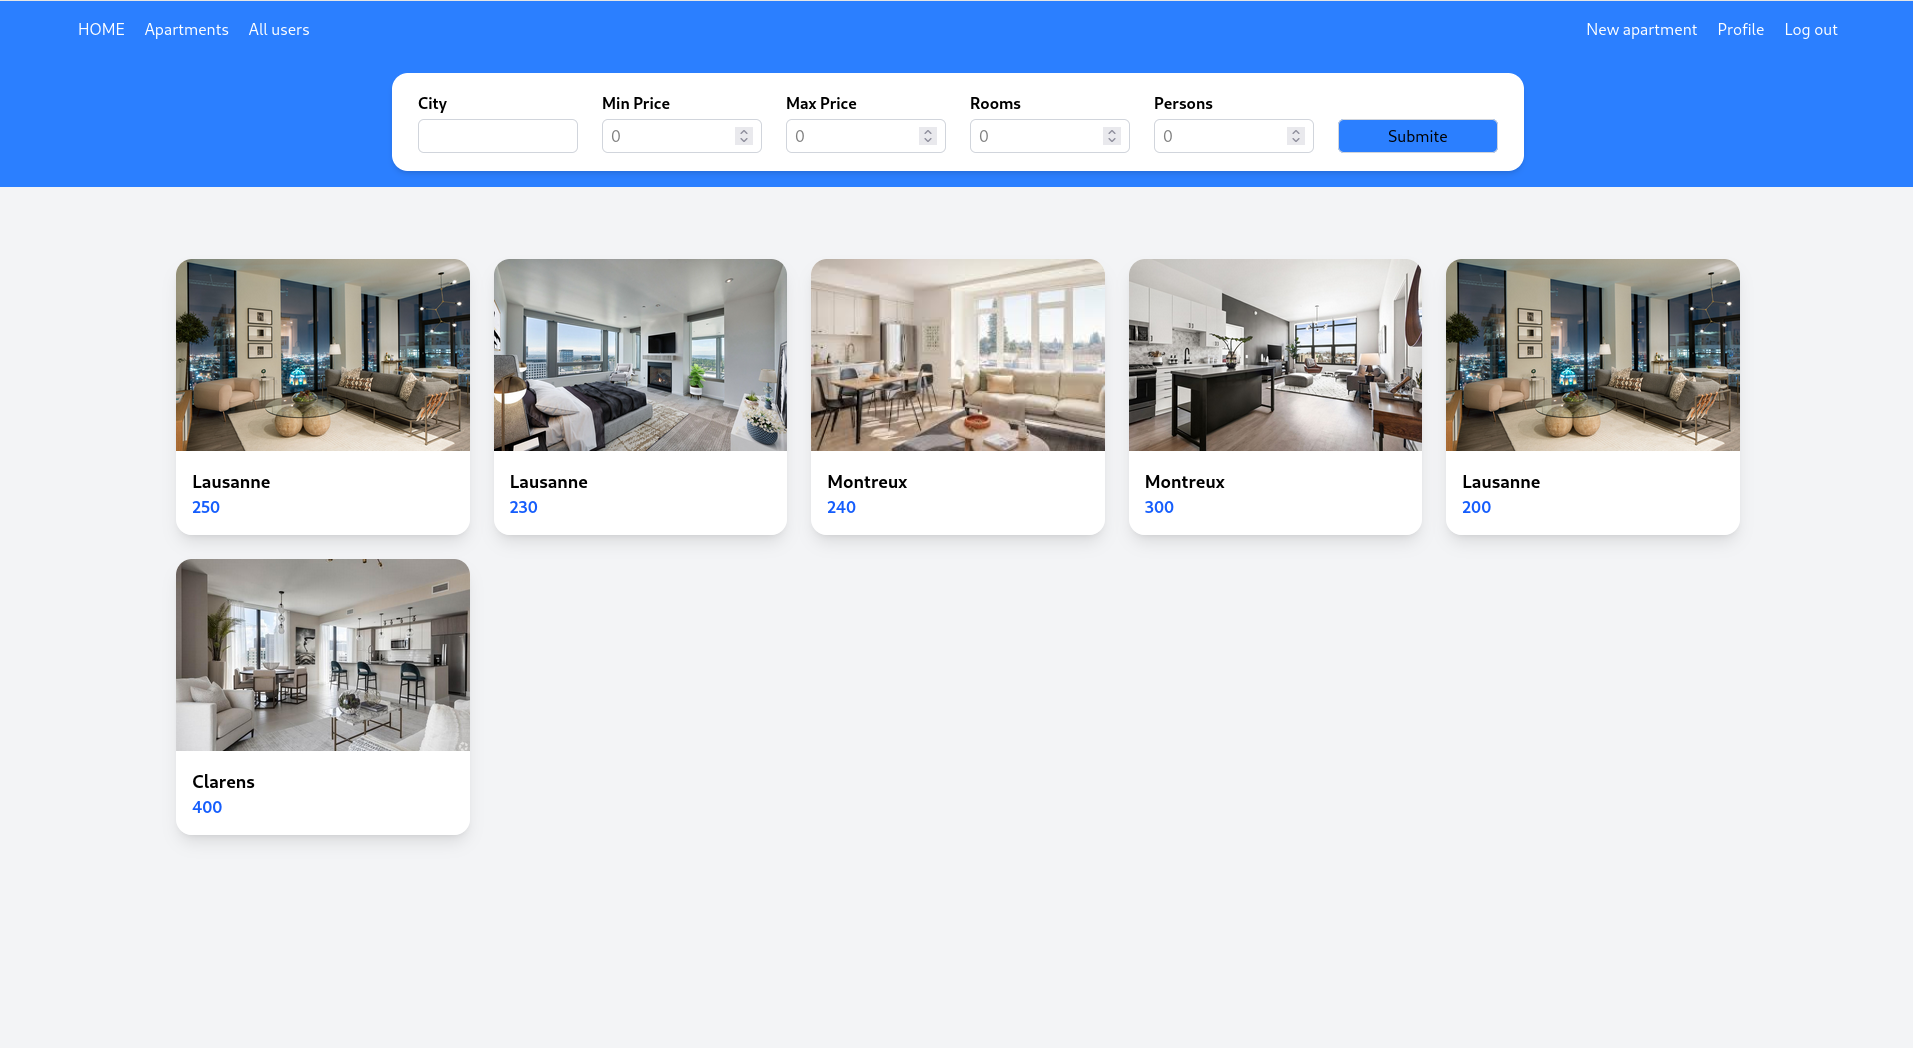 HOME Apartments All users New apartment Profile Log out
City Min Price Max Price Rooms Persons
0 0 0 0 Submite
Lausanne
250
Lausanne
230
Montreux
240
Montreux
300
Lausanne
200
Clarens
400